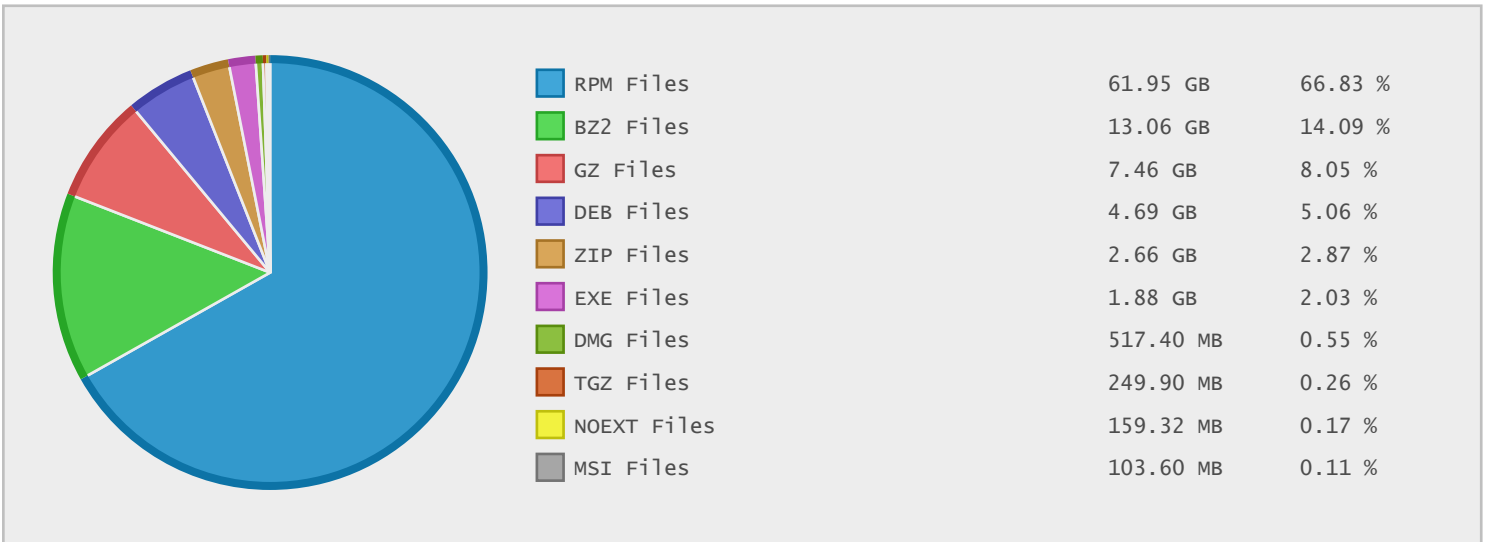 RPM Files 61.95 GB 66.83 %
BZ2 Files 13.06 GB 14.09 %
GZ Files 7.46 GB 8.05 %
DEB Files 4.69 GB 5.06 %
ZIP Files 2.66 GB 2.87 %
EXE Files 1.88 GB 2.03 %
DMG Files 517.40 MB 0.55 %
TGZ Files 249.90 MB 0.26 %
NOEXT Files 159.32 MB 0.17 %
MSI Files 103.60 MB 0.11 %